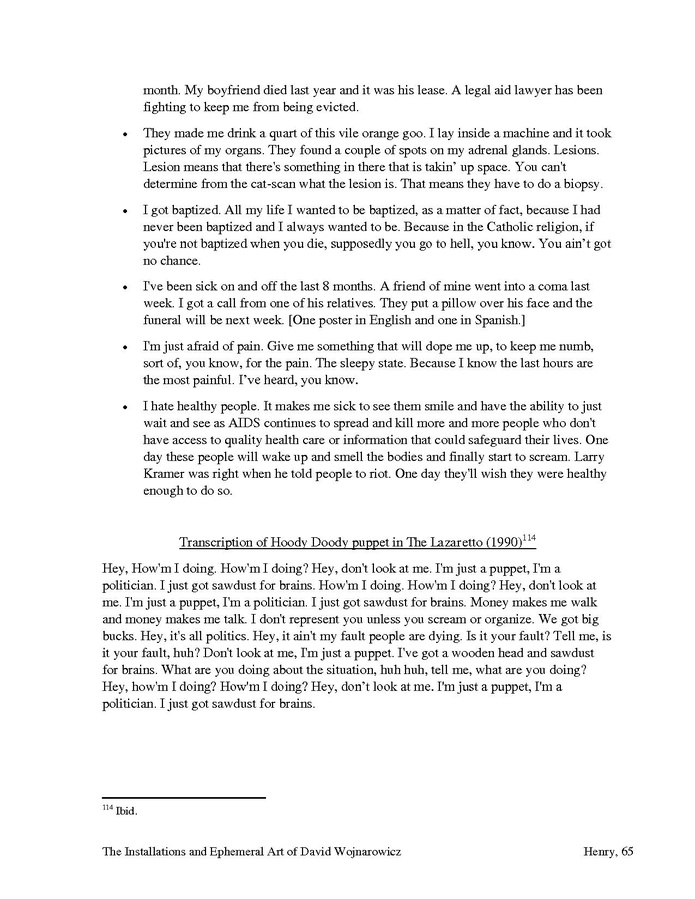 month. My boyfriend died last year and it was his lease. A legal aid lawyer has been
fighting to keep me from being evicted.
• They made me drink a quart of this vile orange goo. I lay inside a machine and it took
pictures of my organs. They found a couple of spots on my adrenal glands. Lesions.
Lesion means that there's something in there that is takin’ up space. You can't
determine from the cat-scan what the lesion is. That means they have to do a biopsy.
• I got baptized. All my life I wanted to be baptized, as a matter of fact, because I had
never been baptized and I always wanted to be. Because in the Catholic religion, if
you're not baptized when you die, supposedly you go to hell, you know. You ain’t got
no chance.
• I've been sick on and off the last 8 months. A friend of mine went into a coma last
week. I got a call from one of his relatives. They put a pillow over his face and the
funeral will be next week. [One poster in English and one in Spanish.]
• I'm just afraid of pain. Give me something that will dope me up, to keep me numb,
sort of, you know, for the pain. The sleepy state. Because I know the last hours are
the most painful. I’ve heard, you know.
• I hate healthy people. It makes me sick to see them smile and have the ability to just
wait and see as AIDS continues to spread and kill more and more people who don't
have access to quality health care or information that could safeguard their lives. One
day these people will wake up and smell the bodies and finally start to scream. Larry
Kramer was right when he told people to riot. One day they'll wish they were healthy
enough to do so.
Transcription of Hoody Doody puppet in The Lazaretto (1990)114
Hey, How'm I doing. How'm I doing? Hey, don't look at me. I'm just a puppet, I'm a
politician. I just got sawdust for brains. How'm I doing. How'm I doing? Hey, don't look at
me. I'm just a puppet, I'm a politician. I just got sawdust for brains. Money makes me walk
and money makes me talk. I don't represent you unless you scream or organize. We got big
bucks. Hey, it's all politics. Hey, it ain't my fault people are dying. Is it your fault? Tell me, is
it your fault, huh? Don't look at me, I'm just a puppet. I've got a wooden head and sawdust
for brains. What are you doing about the situation, huh huh, tell me, what are you doing?
Hey, how'm I doing? How'm I doing? Hey, don’t look at me. I'm just a puppet, I'm a
politician. I just got sawdust for brains.
114 Ibid.
The Installations and Ephemeral Art of David Wojnarowicz Henry, 65